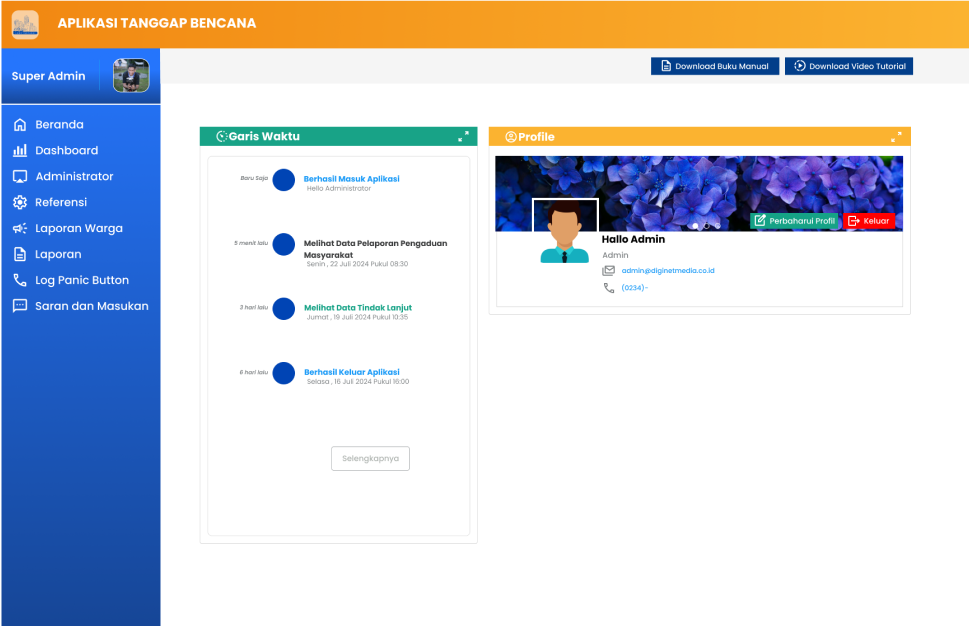 APLIKASI TANGGAP BENCANA
Super Admin
Download Buku Manual
Download Video Tutorial
Beranda
Dashboard
Administrator
Referensi
Laporan Warga
Laporan
Log Panic Button
Saran dan Masukan
Garis Waktu
Baru Saja
Berhasil Masuk Aplikasi
Hello Administrator
5 menit lalu
Melihat Data Pelaporan Pengaduan
Masyarakat
Senin , 22 Juli 2024 Pukul 08:30
3 hari lalu
Melihat Data Tindak Lanjut
Jumat , 19 Juli 2024 Pukul 10:35
6 hari lalu
Berhasil Keluar Aplikasi
Selasa , 16 Juli 2024 Pukul 16:00
Selengkapnya
Profile
Perbaharui Profil
Keluar
Hallo Admin
Admin
admin@diginetmedia.co.id
(0234)-